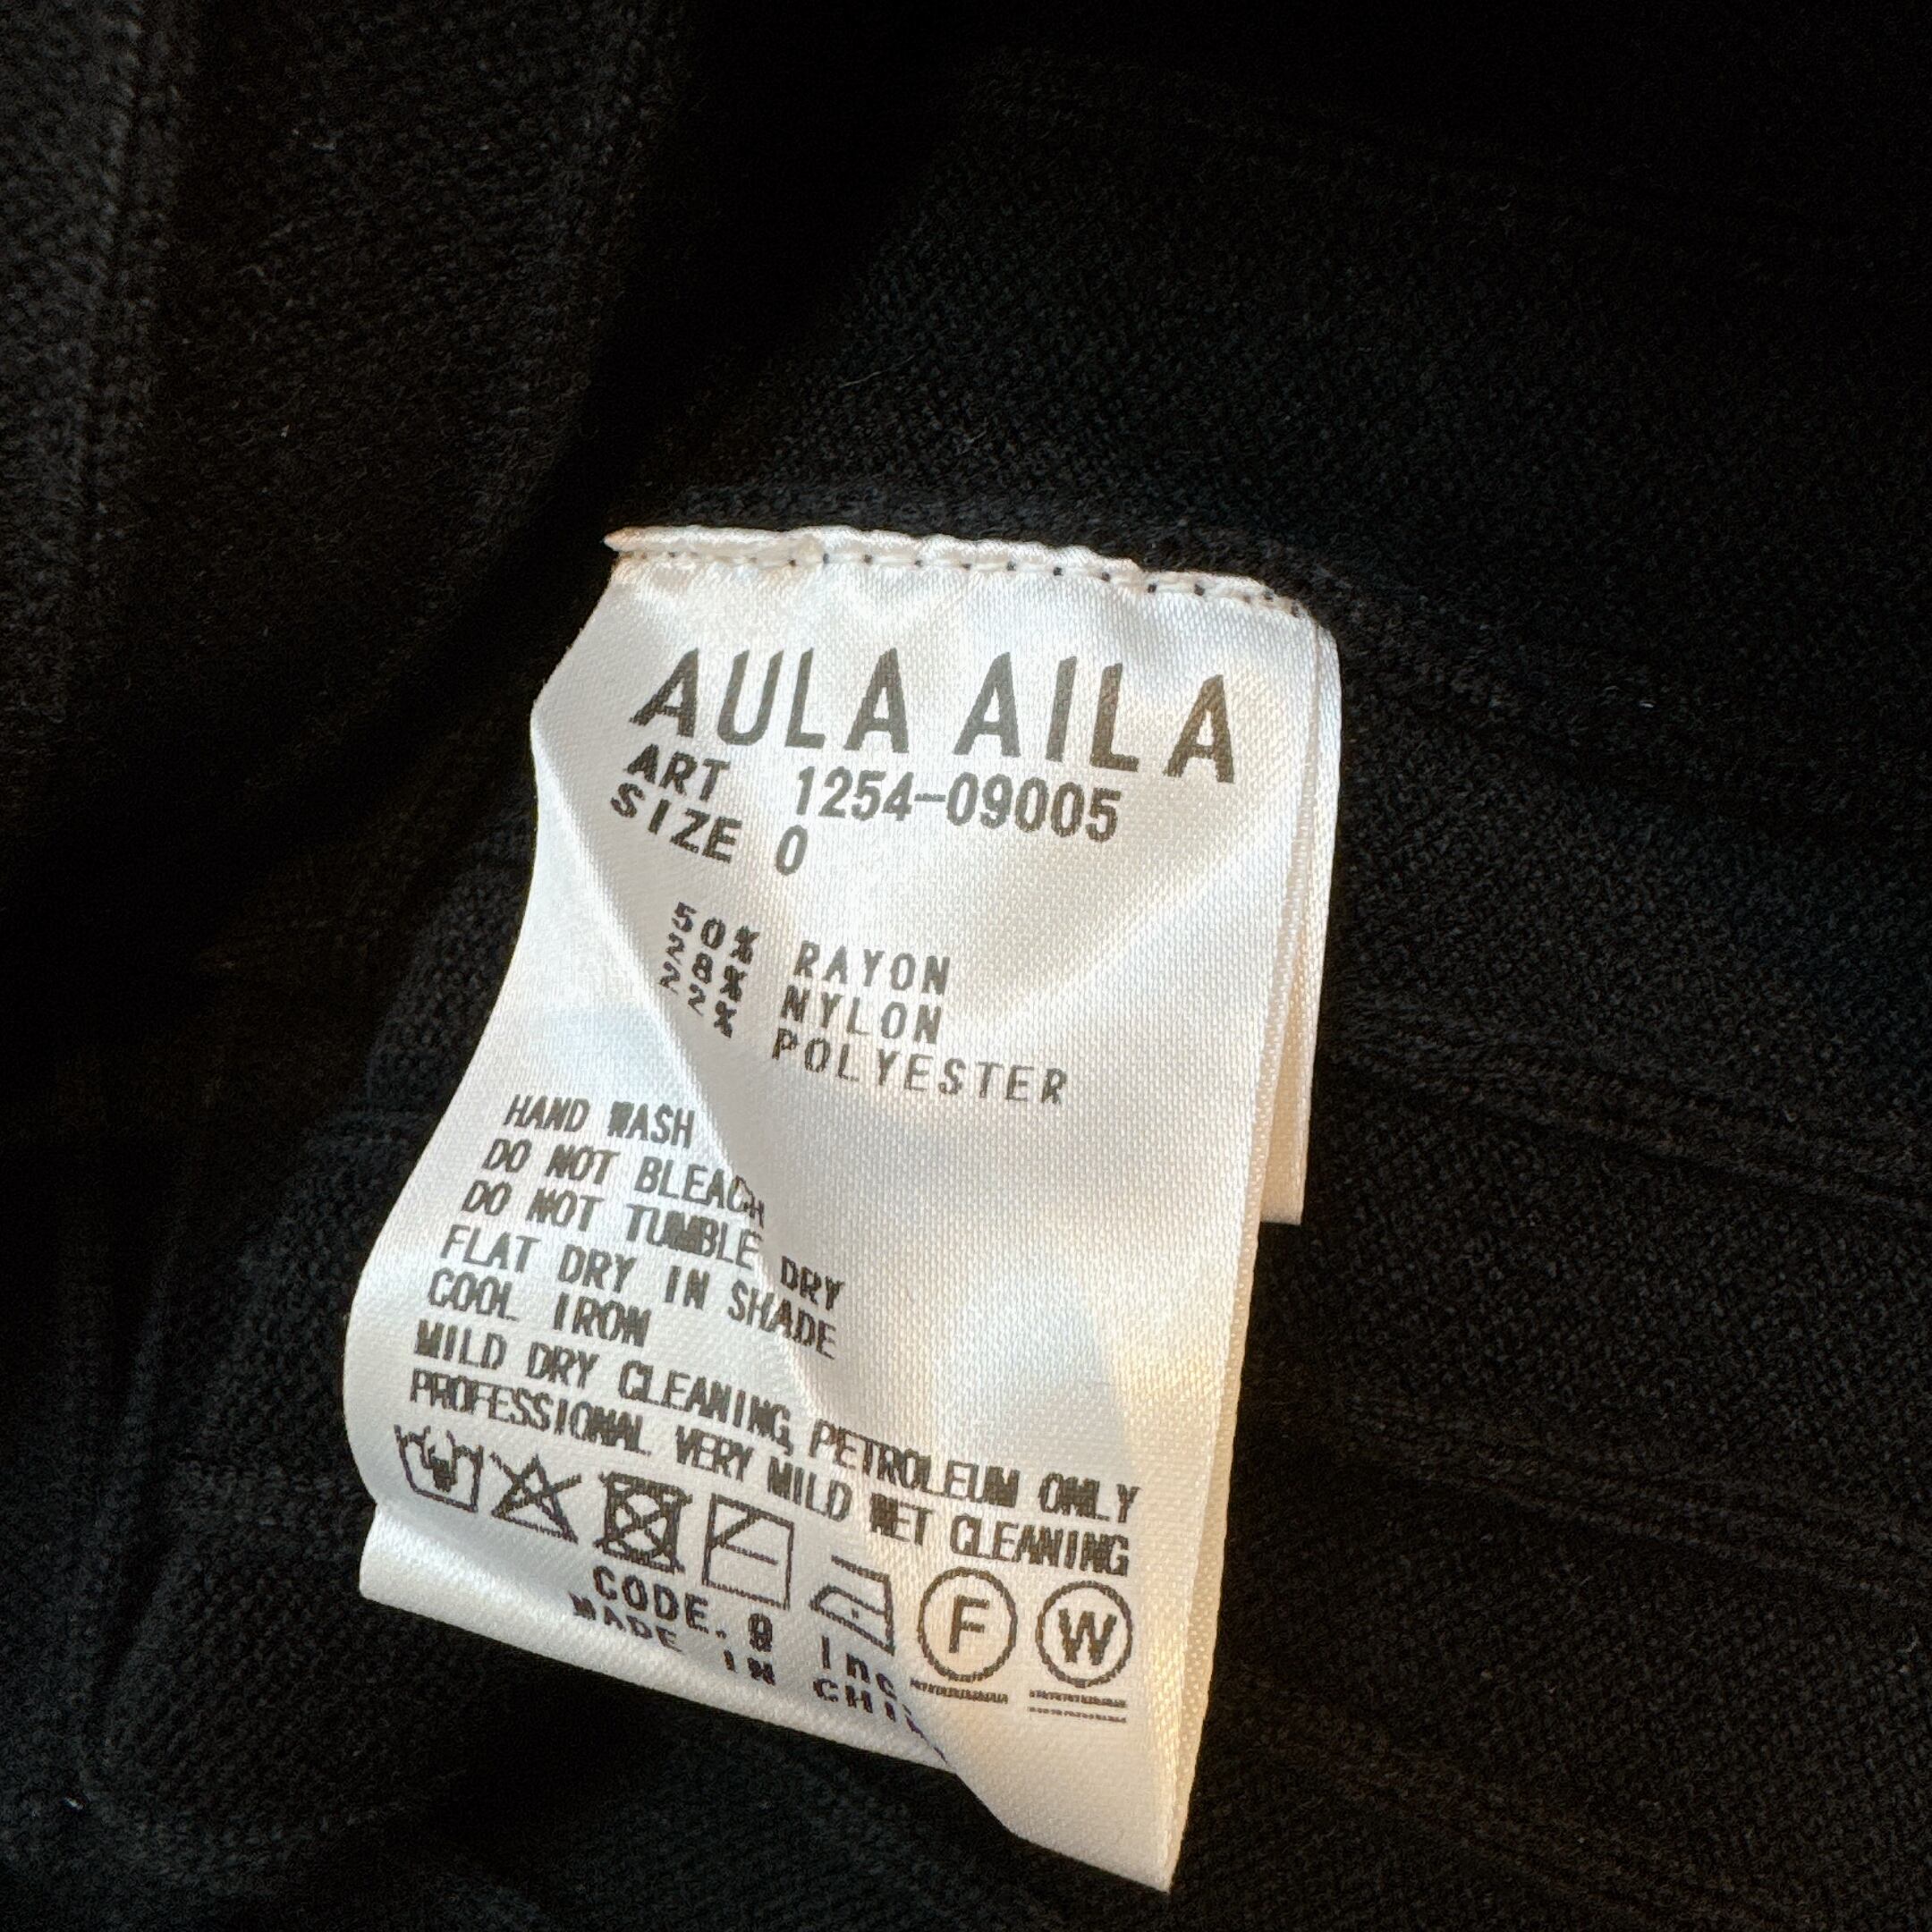 AULA AILA
ART 1254-09005
SIZE 0
50% RAYON
28% NYLON
22% POLYESTER
HAND WASH
DO NOT BLEACH
DO NOT TUMBLE DRY
FLAT DRY IN SHADE
COOL IRON
MILD DRY CLEANING, PETROLEUM ONLY
PROFESSIONAL VERY MILD WET CLEANING
F W
CODE. 9 Inc
MADE IN